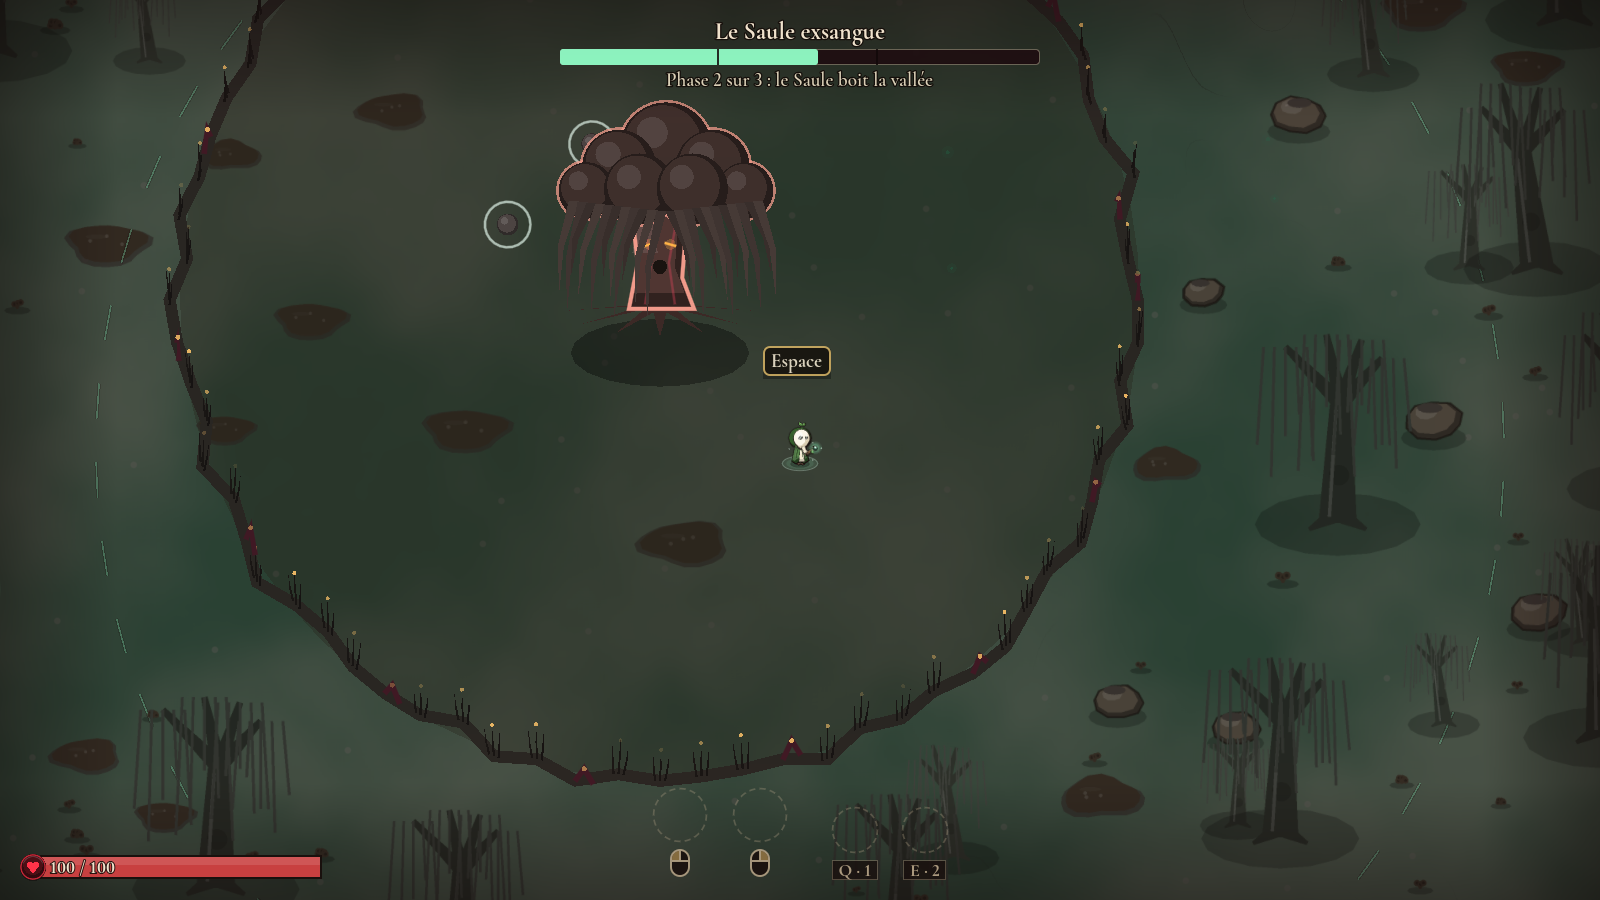 Le Saule exsangue
Phase 2 sur 3 : le Saule boit la vallée
Espace
100 / 100
Q · 1
E · 2